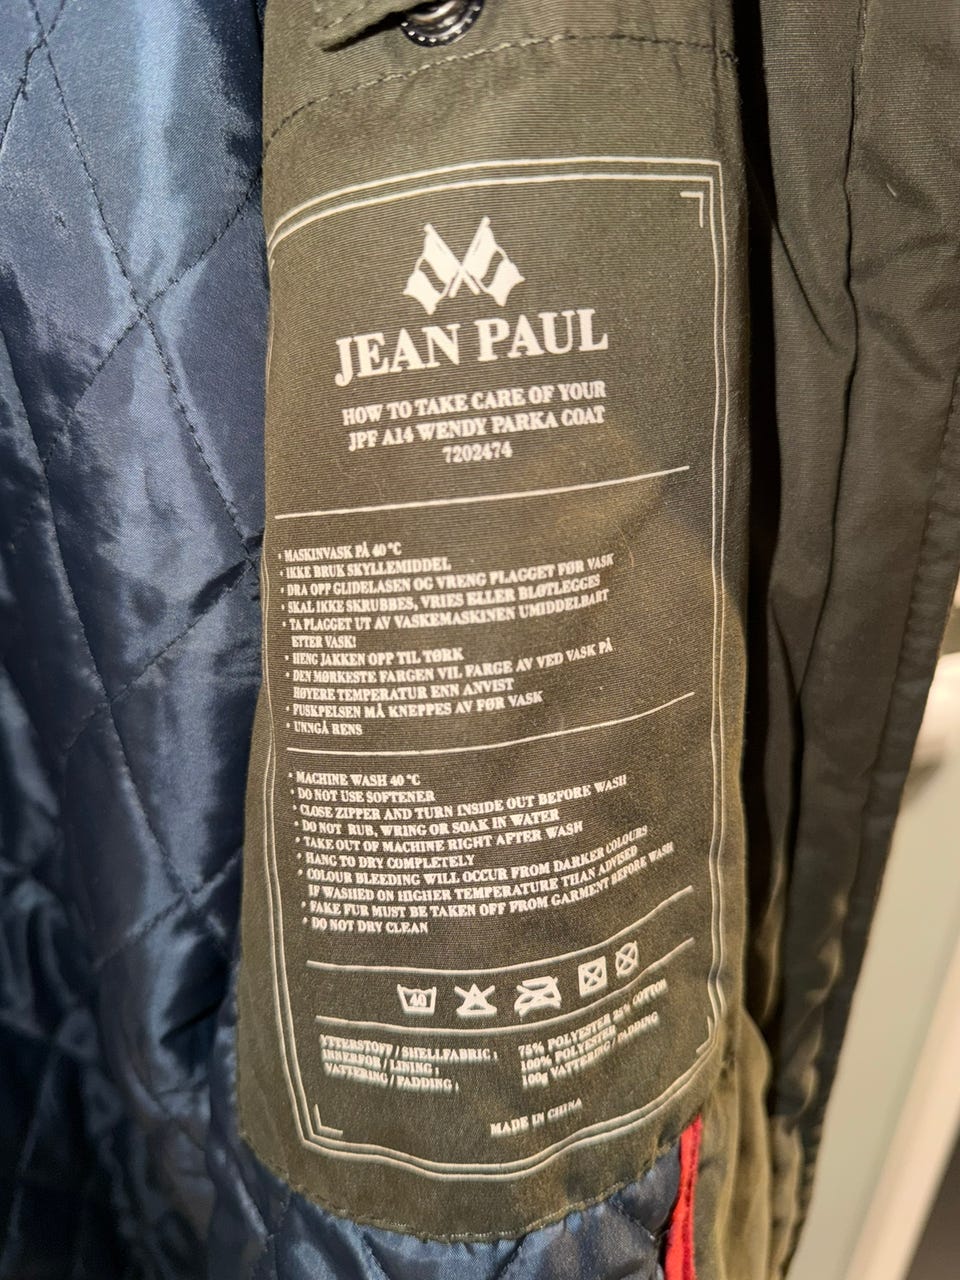 JEAN PAUL
HOW TO TAKE CARE OF YOUR
JPF A14 WENDY PARKA COAT
7202474
• MASKINVASK PÅ 40 °C
• IKKE BRUK SKYLLEMIDDEL
• DRA OPP GLIDELASEN OG VRENG PLAGGET FØR VASK
• SKAL IKKE SKRUBBES, VRIES ELLER BLØTLEGGES
• TA PLAGGET UT AV VASKEMASKINEN UMIDDELBART
ETTER VASK!
• HENG JAKKEN OPP TIL TØRK
• DEN MØRKESTE FARGEN VIL FARGE AV VED VASK PÅ
HØYERE TEMPERATUR ENN ANVIST
• FUSKPELSEN MÅ KNEPPES AV FØR VASK
• UNNGÅ RENS
• MACHINE WASH 40 °C
• DO NOT USE SOFTENER
• CLOSE ZIPPER AND TURN INSIDE OUT BEFORE WASH
• DO NOT RUB, WRING OR SOAK IN WATER
• TAKE OUT OF MACHINE RIGHT AFTER WASH
• HANG TO DRY COMPLETELY
• COLOUR BLEEDING WILL OCCUR FROM DARKER COLOURS
IF WASHED ON HIGHER TEMPERATURE THAN ADVISED
• FAKE FUR MUST BE TAKEN OFF FROM GARMENT BEFORE WASH
• DO NOT DRY CLEAN
40
YTTERSTOFF / SHELLFABRIC : 75% POLYESTER 25% COTTON
INNERFOR / LINING : 100% POLYESTER
VATTERING / PADDING : 100g VATTERING / PADDING
MADE IN CHINA